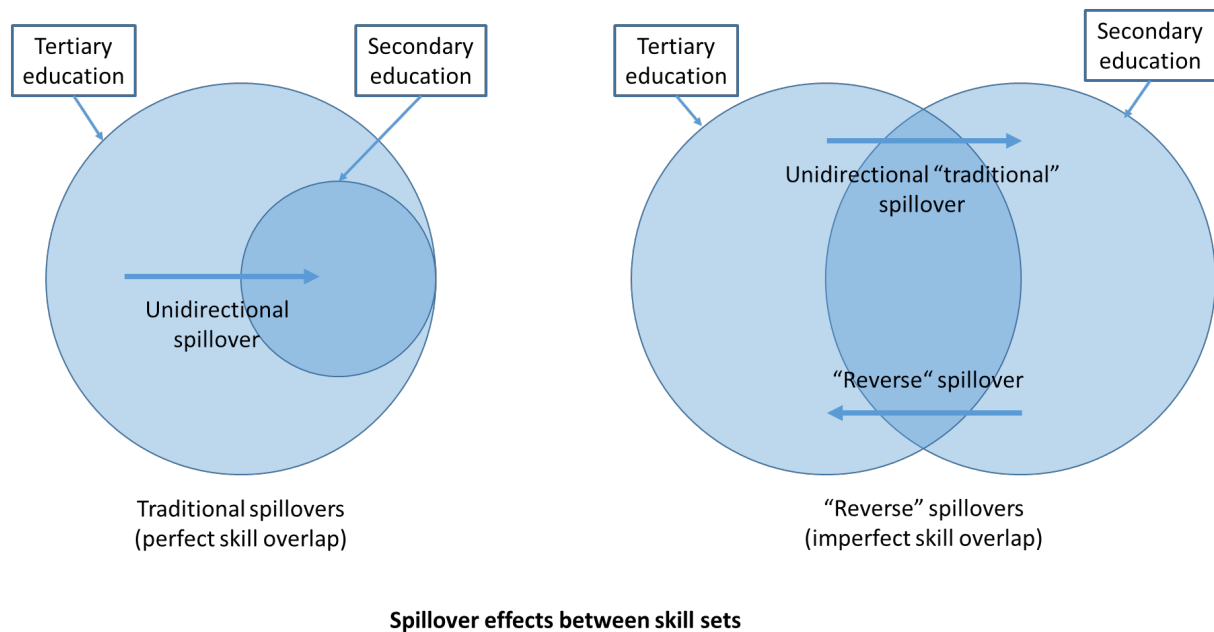 Tertiary
education
Secondary
education
Unidirectional
spillover
Traditional spillovers
(perfect skill overlap)
Tertiary
education
Secondary
education
Unidirectional “traditional”
spillover
“Reverse“ spillover
“Reverse” spillovers
(imperfect skill overlap)
Spillover effects between skill sets